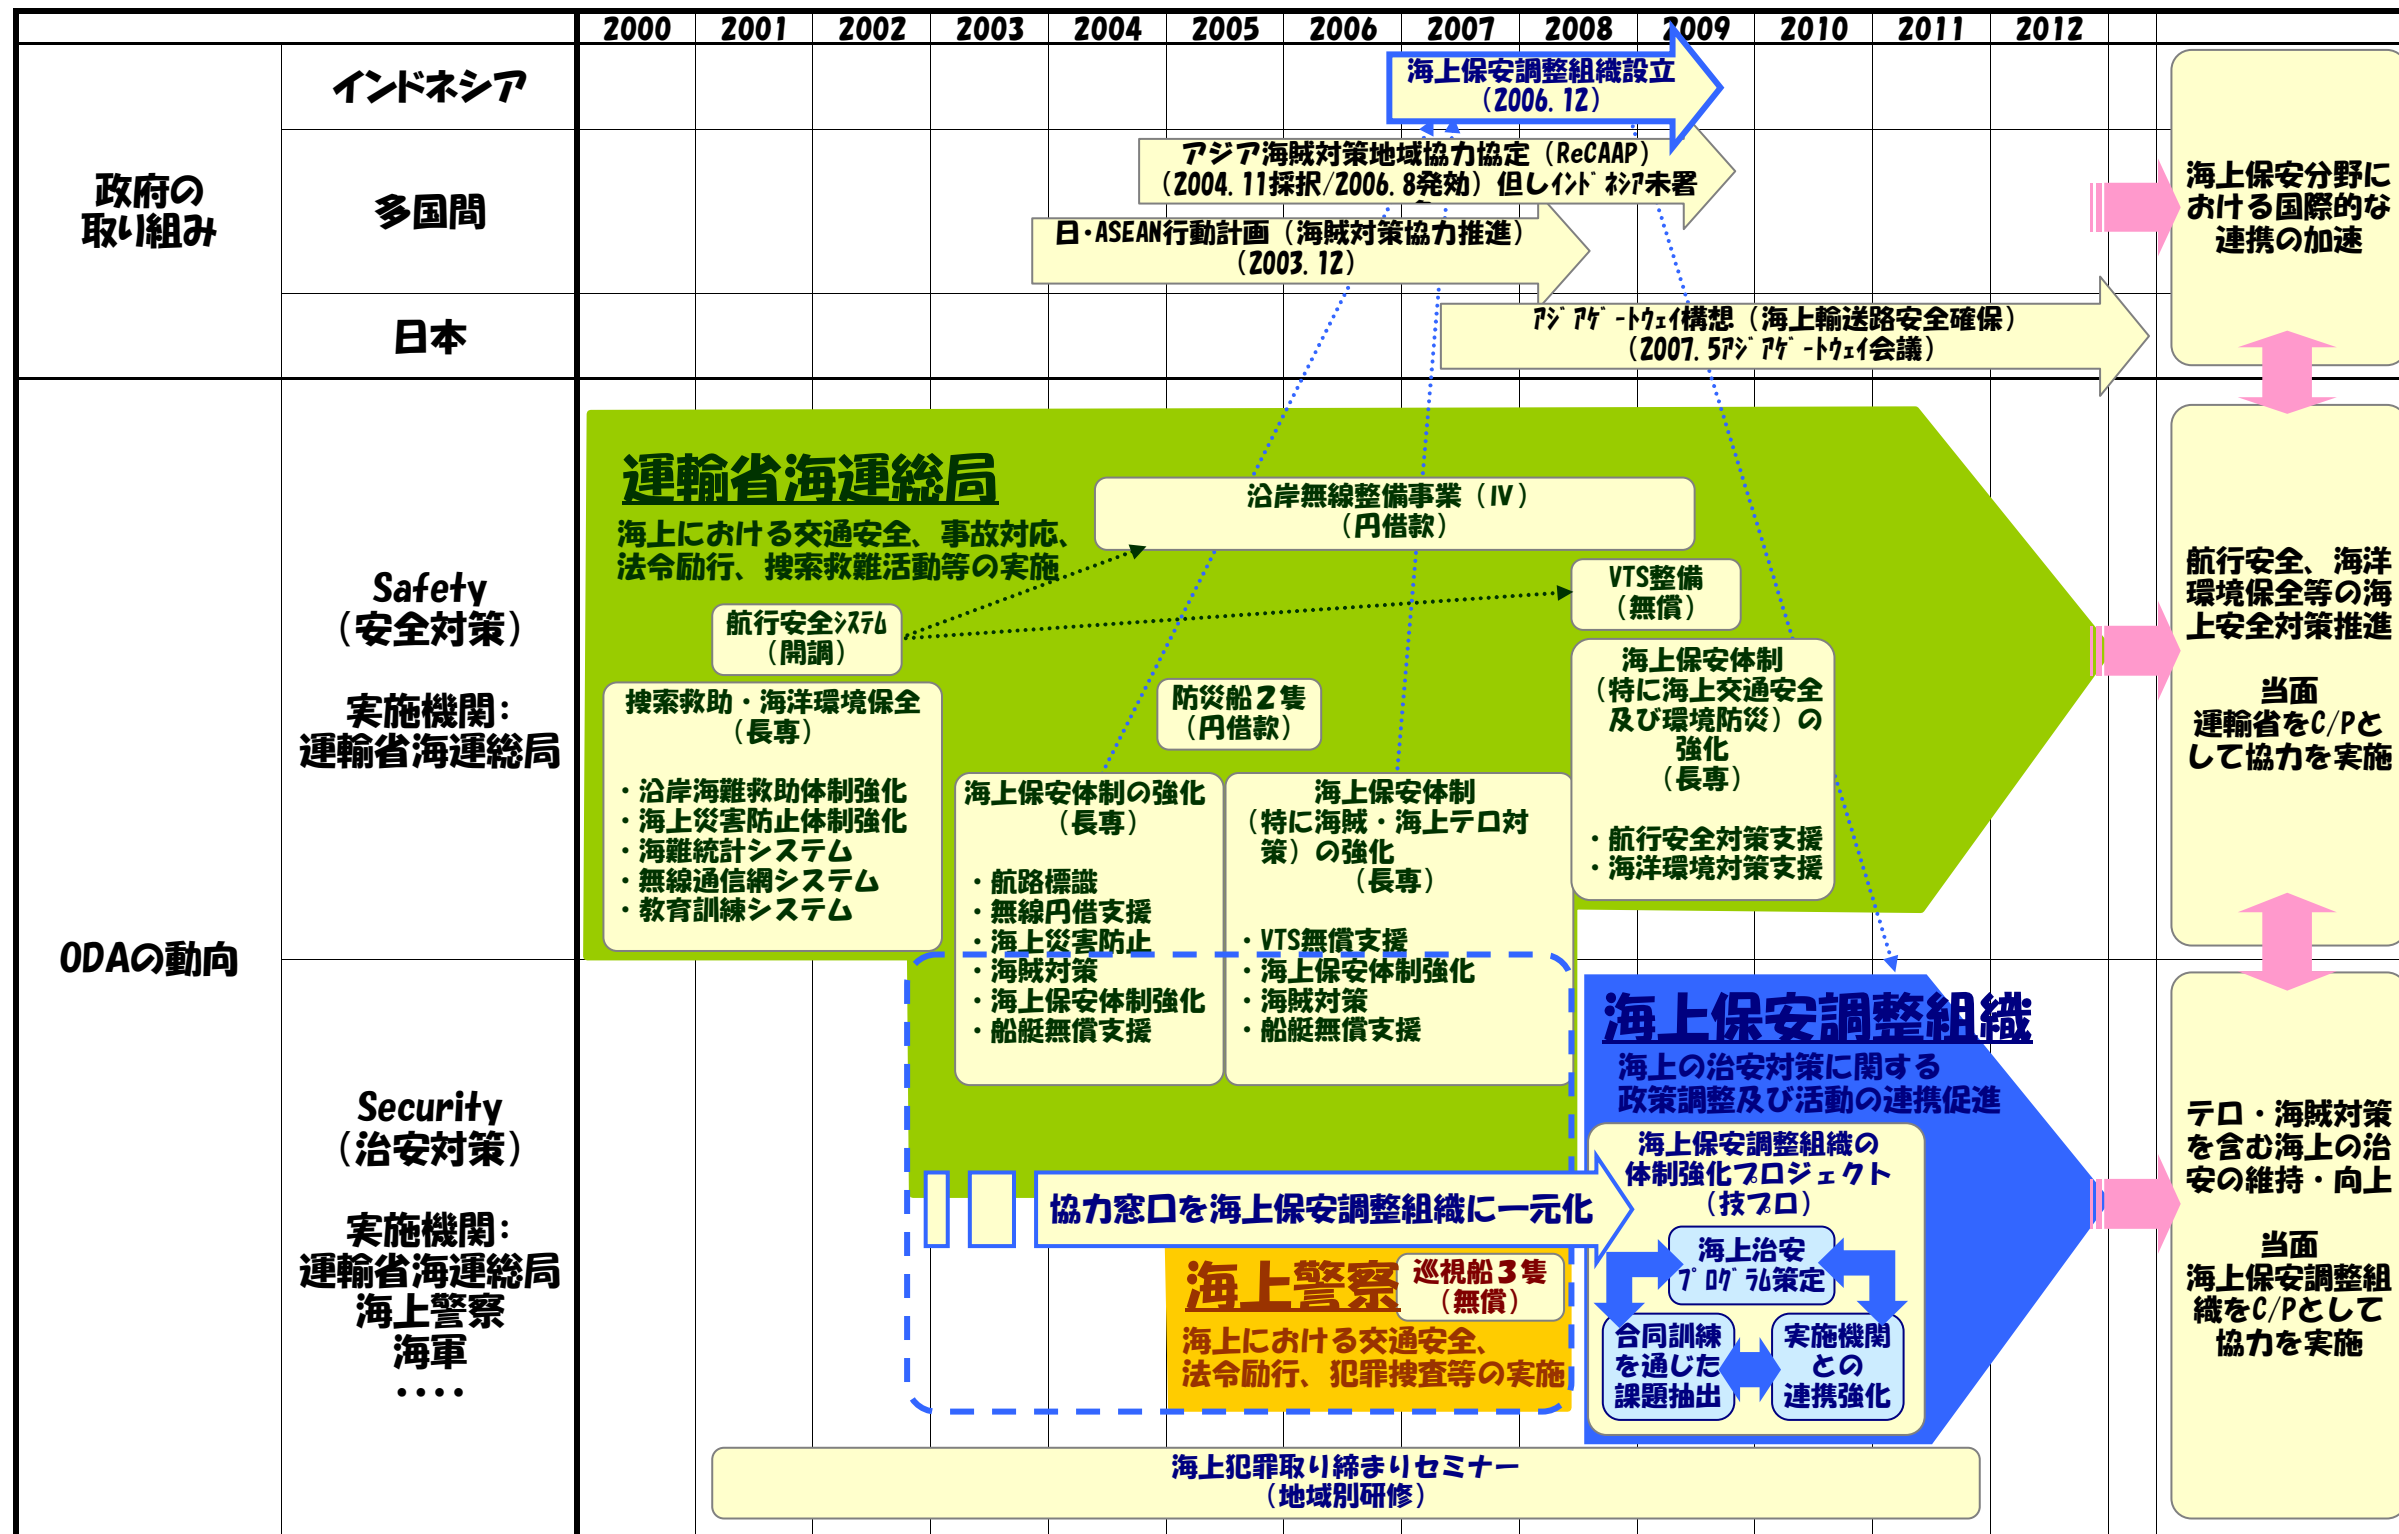 2000 2001 2002 2003 2004 2005 2006 2007 2008 2009 2010 2011 2012
政府の
取り組み
インドネシア
海上保安調整組織設立
（2006.12）
多国間
アジア海賊対策地域協力協定（ReCAAP）
（2004.11採択/2006.8発効）但しｲﾝﾄﾞﾈｼｱ未署
日･ASEAN行動計画（海賊対策協力推進）
（2003.12）
日本
ｱｼﾞｱｹﾞｰﾄｳｪｲ構想（海上輸送路安全確保）
（2007.5ｱｼﾞｱｹﾞｰﾄｳｪｲ会議）
海上保安分野に
おける国際的な
連携の加速
ODAの動向
Safety
（安全対策）
実施機関：
運輸省海運総局
運輸省海運総局
海上における交通安全、事故対応、
法令励行、捜索救難活動等の実施
沿岸無線整備事業（Ⅳ）
（円借款）
航行安全ｼｽﾃﾑ
（開調）
VTS整備
（無償）
捜索救助・海洋環境保全
（長専）
・沿岸海難救助体制強化
・海上災害防止体制強化
・海難統計システム
・無線通信網システム
・教育訓練システム
防災船２隻
（円借款）
海上保安体制の強化
（長専）
・航路標識
・無線円借支援
・海上災害防止
・海賊対策
・海上保安体制強化
・船艇無償支援
海上保安体制
（特に海賊・海上テロ対
策）の強化
（長専）
・VTS無償支援
・海上保安体制強化
・海賊対策
・船艇無償支援
海上保安体制
（特に海上交通安全
及び環境防災）の
強化
（長専）
・航行安全対策支援
・海洋環境対策支援
航行安全、海洋
環境保全等の海
上安全対策推進
当面
運輸省をC/Pと
して協力を実施
Security
（治安対策）
実施機関：
運輸省海運総局
海上警察
海軍
・・・・
協力窓口を海上保安調整組織に一元化
海上警察
巡視船３隻
（無償）
海上における交通安全、
法令励行、犯罪捜査等の実施
海上保安調整組織
海上の治安対策に関する
政策調整及び活動の連携促進
海上保安調整組織の
体制強化プロジェクト
（技プロ）
海上治安
ﾌﾟﾛｸﾞﾗﾑ策定
合同訓練
を通じた
課題抽出
実施機関
との
連携強化
テロ・海賊対策
を含む海上の治
安の維持・向上
当面
海上保安調整組
織をC/Pとして
協力を実施
海上犯罪取り締まりセミナー
（地域別研修）